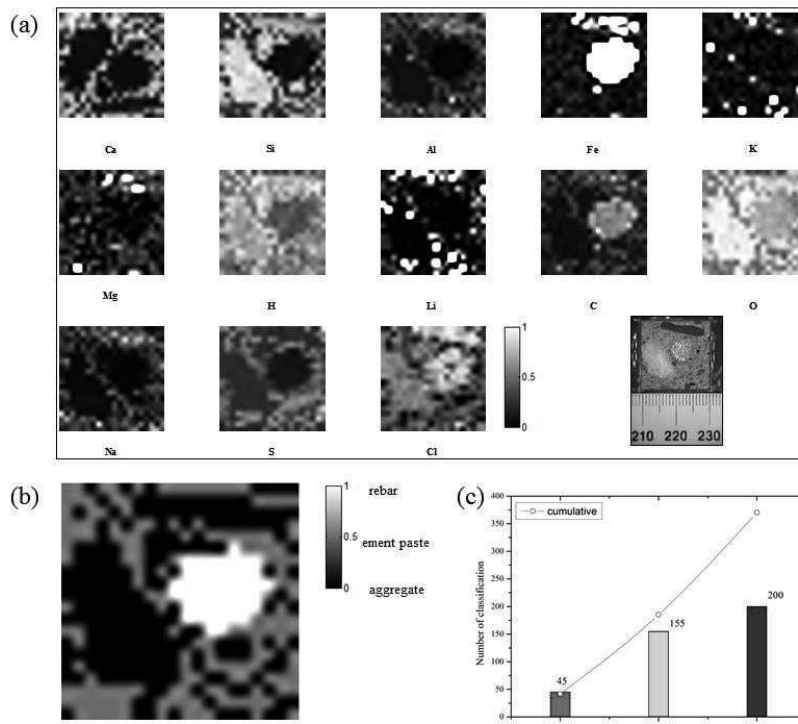 (a)
Ca Si Al Fe K
Mg H Li C O
Na S Cl
1
0.5
0
210 220 230
(b)
1 rebar
0.5 ement paste
0 aggregate
(c)
cumulative
Number of classification
400
350
300
250
200
150
100
50
0
45
155
200